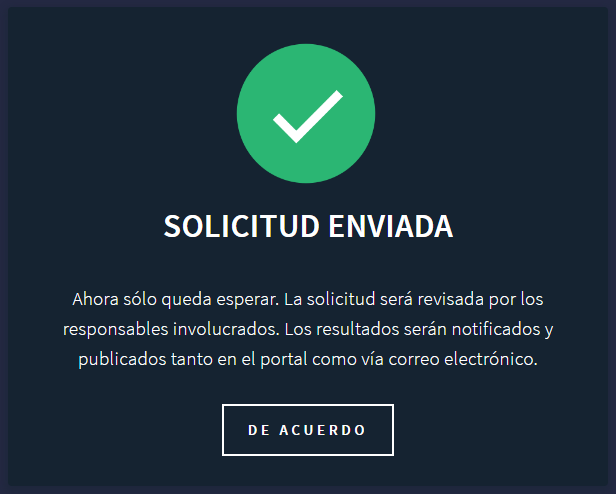 SOLICITUD ENVIADA
Ahora sólo queda esperar. La solicitud será revisada por los
responsables involucrados. Los resultados serán notificados y
publicados tanto en el portal como vía correo electrónico.
DE ACUERDO